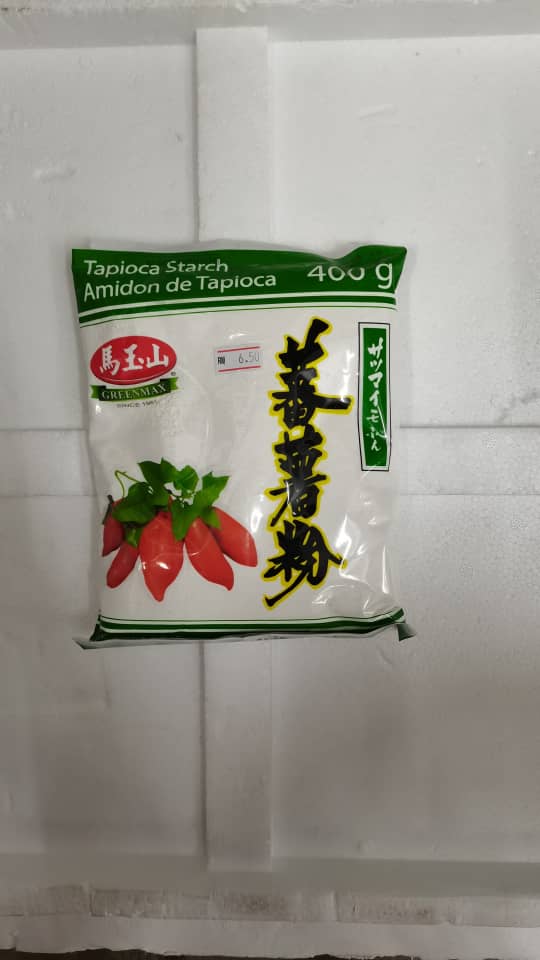 Tapioca Starch
Amidon de Tapioca
400 g
馬玉山
®
GREENMAX
RM 6.50
蕃薯粉
サツマイモふん